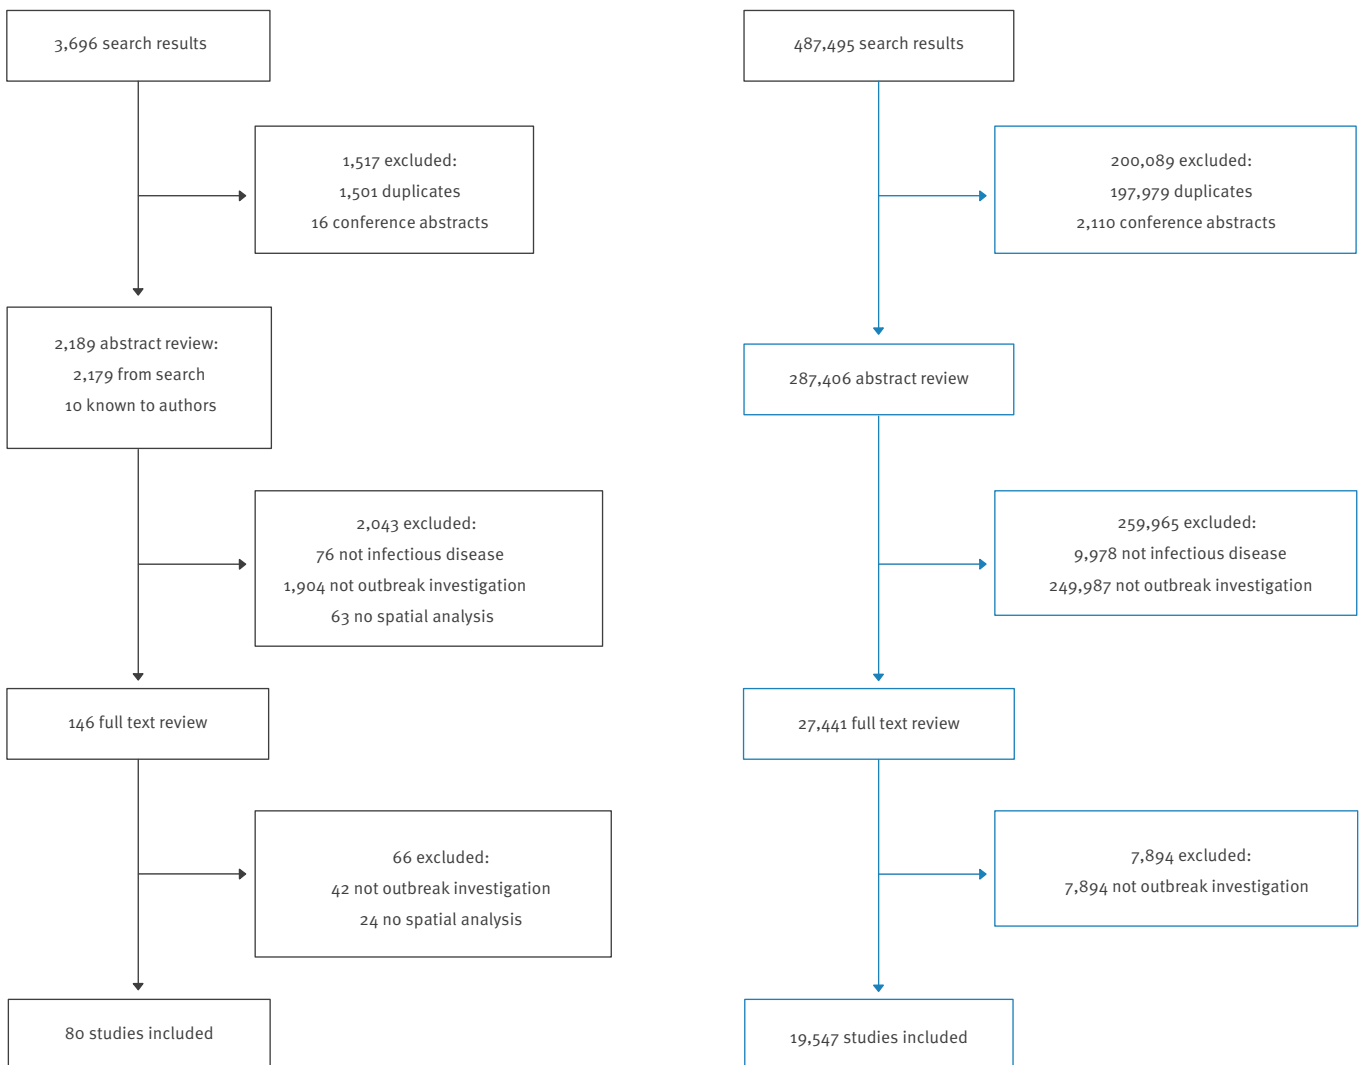 3,696 search results
1,517 excluded:
1,501 duplicates
16 conference abstracts
2,189 abstract review:
2,179 from search
10 known to authors
2,043 excluded:
76 not infectious disease
1,904 not outbreak investigation
63 no spatial analysis
146 full text review
66 excluded:
42 not outbreak investigation
24 no spatial analysis
80 studies included
487,495 search results
200,089 excluded:
197,979 duplicates
2,110 conference abstracts
287,406 abstract review
259,965 excluded:
9,978 not infectious disease
249,987 not outbreak investigation
27,441 full text review
7,894 excluded:
7,894 not outbreak investigation
19,547 studies included